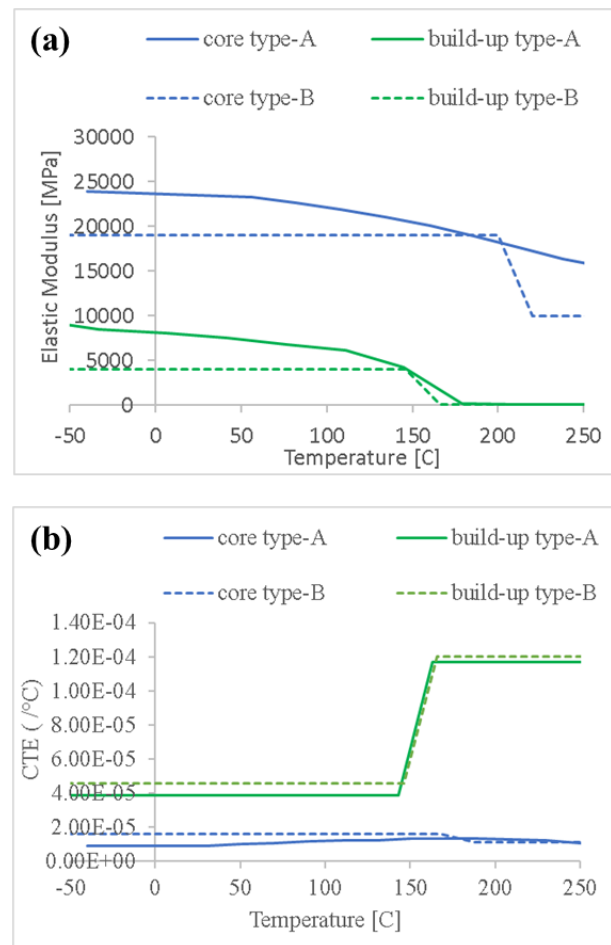 (a)
core type-A build-up type-A
core type-B build-up type-B
30000
25000
20000
15000
10000
5000
0
Elastic Modulus [MPa]
-50 0 50 100 150 200 250
Temperature [C]
(b)
core type-A build-up type-A
core type-B build-up type-B
1.40E-04
1.20E-04
1.00E-04
8.00E-05
6.00E-05
4.00E-05
2.00E-05
0.00E+00
CTE ( /°C)
-50 0 50 100 150 200 250
Temperature [C]